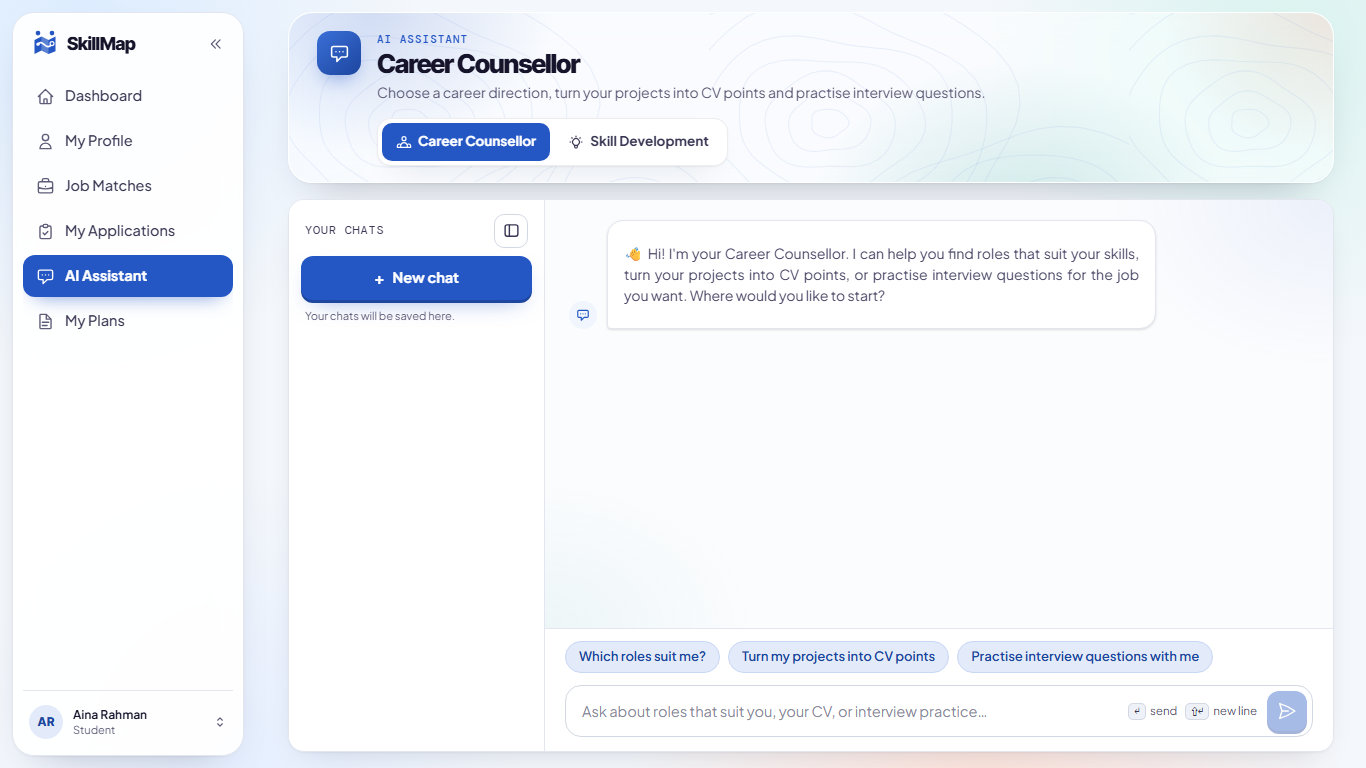 SkillMap
Dashboard
My Profile
Job Matches
My Applications
AI Assistant
My Plans
AR
Aina Rahman
Student
AI ASSISTANT
Career Counsellor
Choose a career direction, turn your projects into CV points and practise interview questions.
Career Counsellor
Skill Development
YOUR CHATS
+ New chat
Your chats will be saved here.
👋 Hi! I'm your Career Counsellor. I can help you find roles that suit your skills,
turn your projects into CV points, or practise interview questions for the job
you want. Where would you like to start?
Which roles suit me?
Turn my projects into CV points
Practise interview questions with me
Ask about roles that suit you, your CV, or interview practice…
↵ send
⇧↵ new line